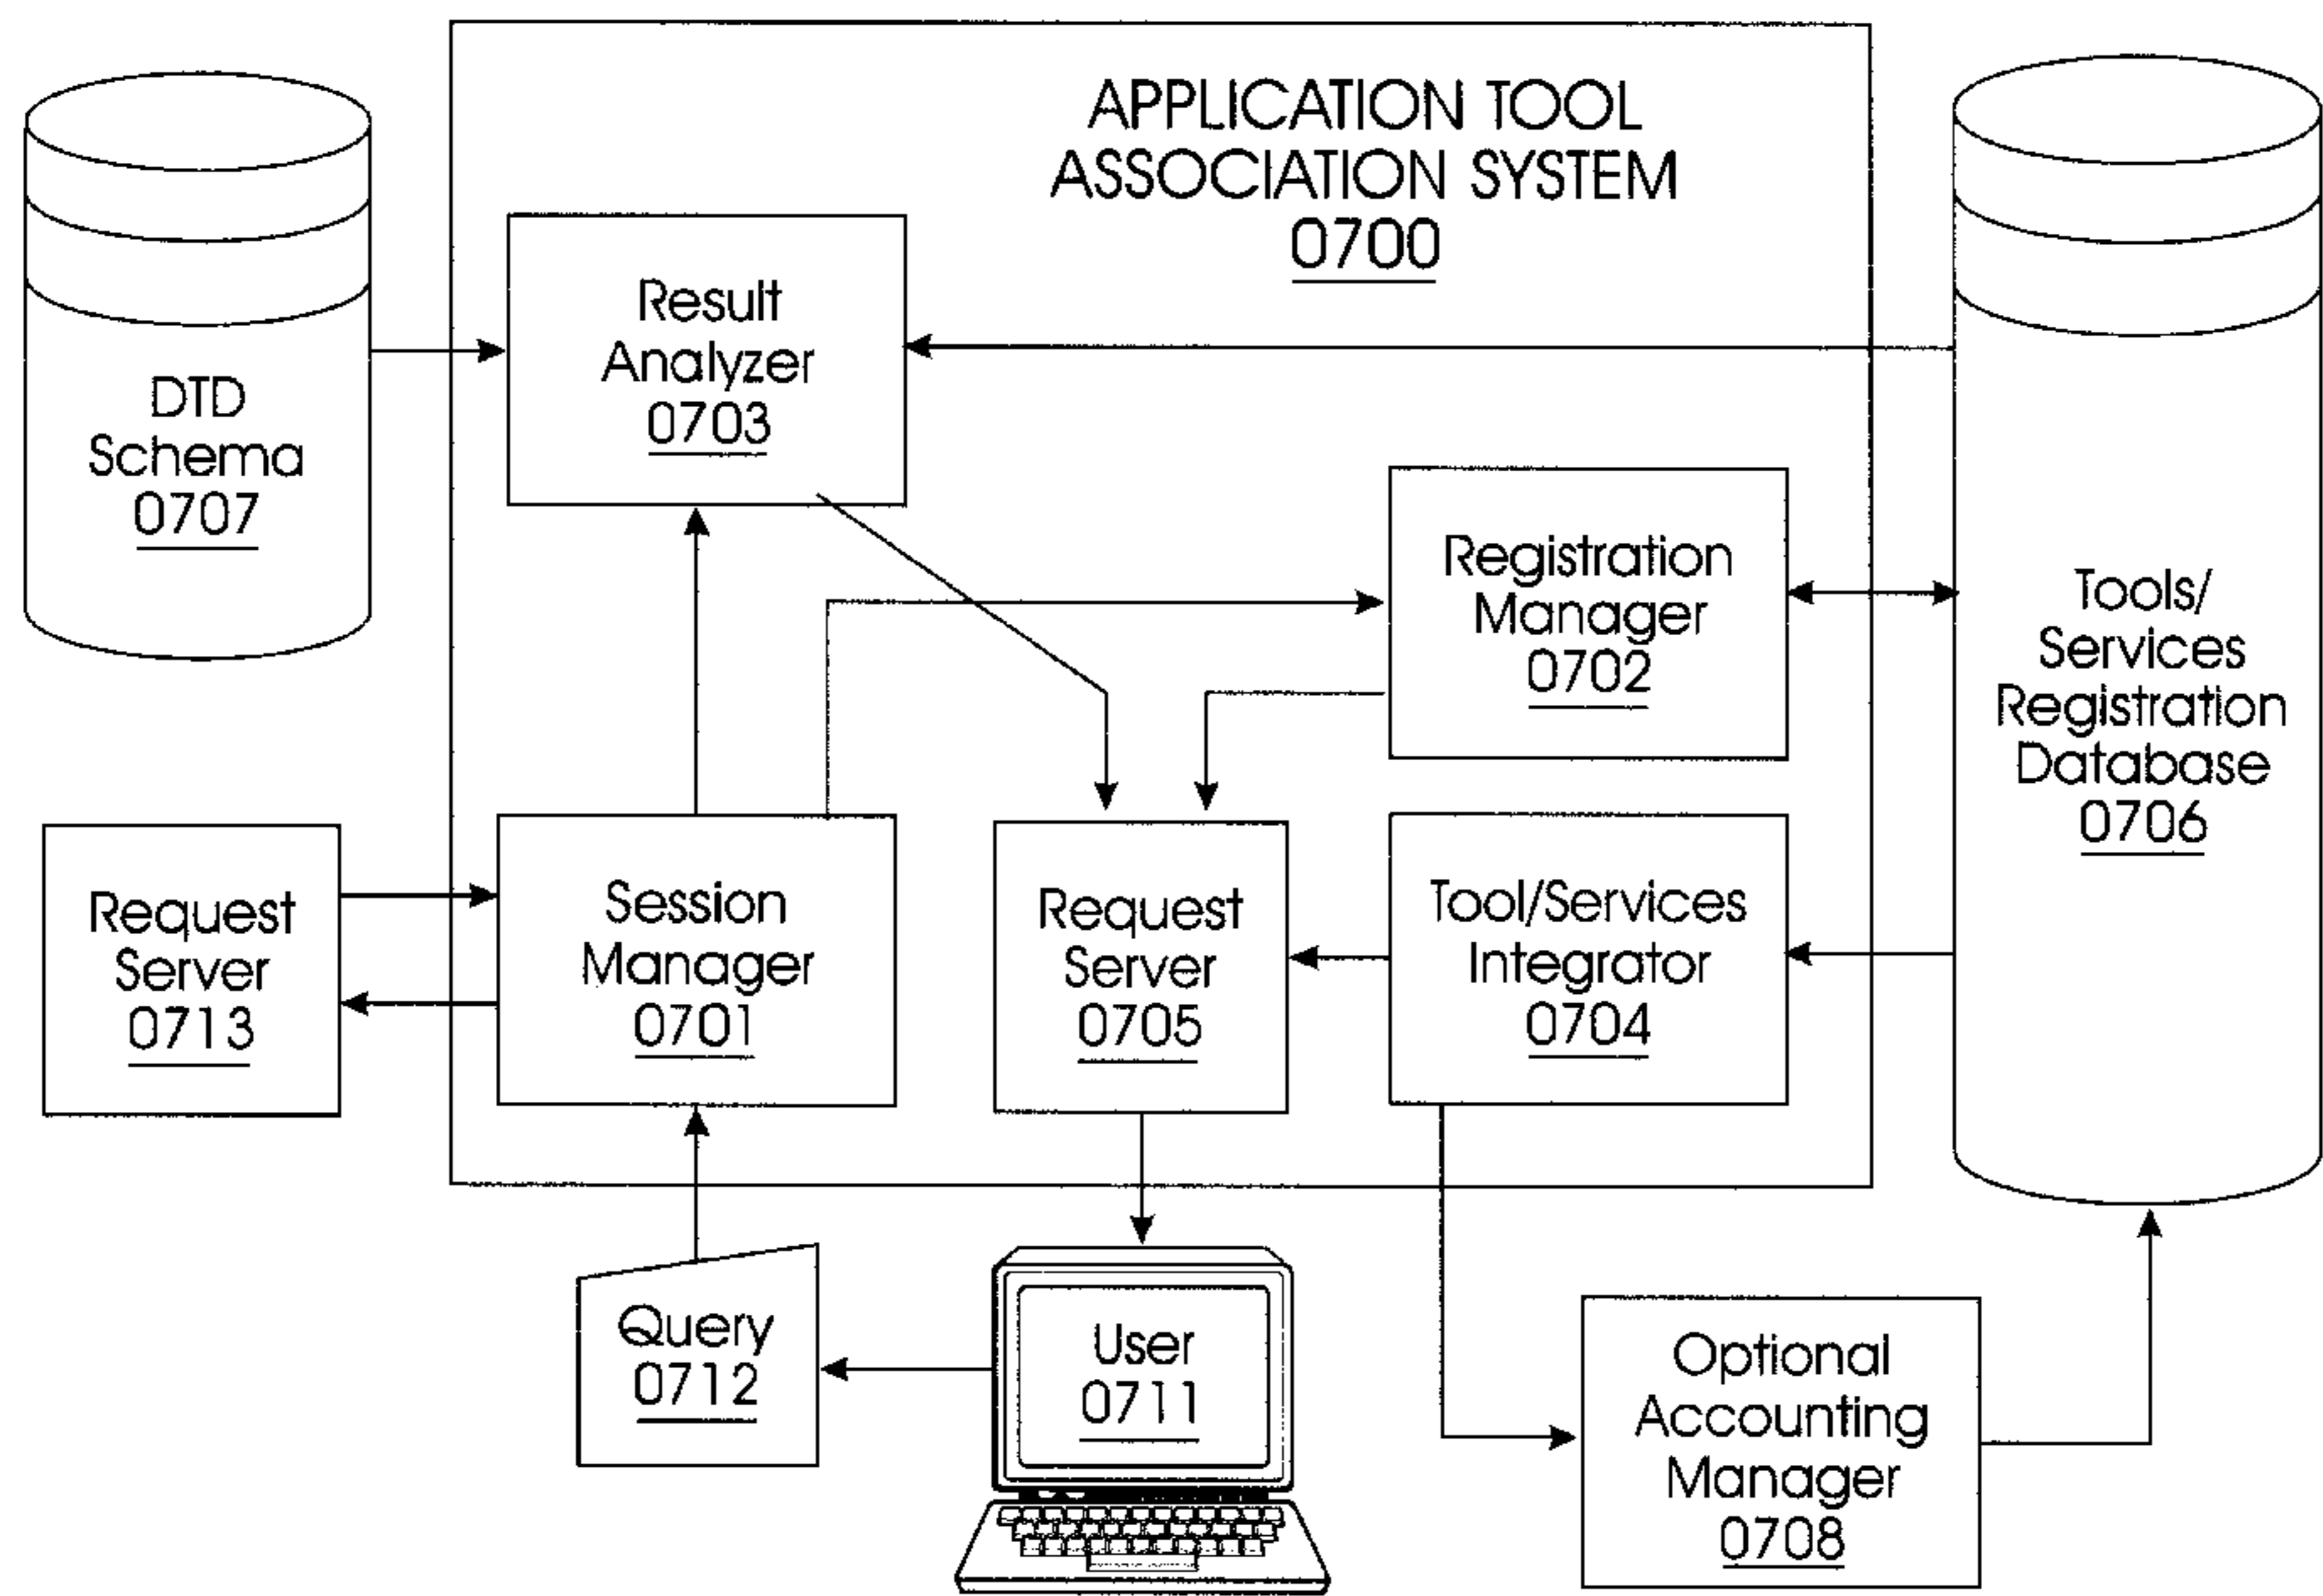 APPLICATION TOOL
ASSOCIATION SYSTEM
0700
DTD
Schema
0707
Result
Analyzer
0703
Registration
Manager
0702
Tools/
Services
Registration
Database
0706
Request
Server
0713
Session
Manager
0701
Request
Server
0705
Tool/Services
Integrator
0704
Query
0712
User
0711
Optional
Accounting
Manager
0708